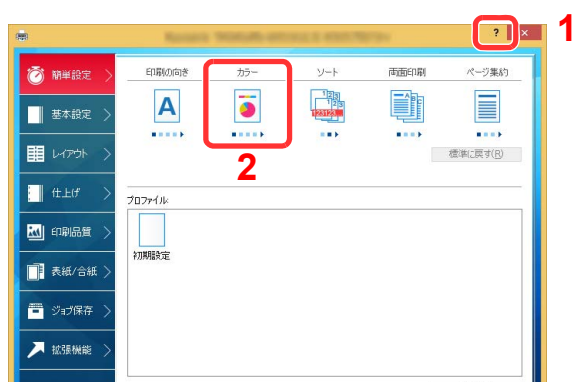 ? × 1
簡単設定
基本設定
レイアウト
仕上げ
印刷品質
表紙/合紙
ジョブ保存
拡張機能
印刷の向き カラー ソート 両面印刷 ページ集約
A
123
123123...
A B
2
標準に戻す(R)
プロファイル:
初期設定